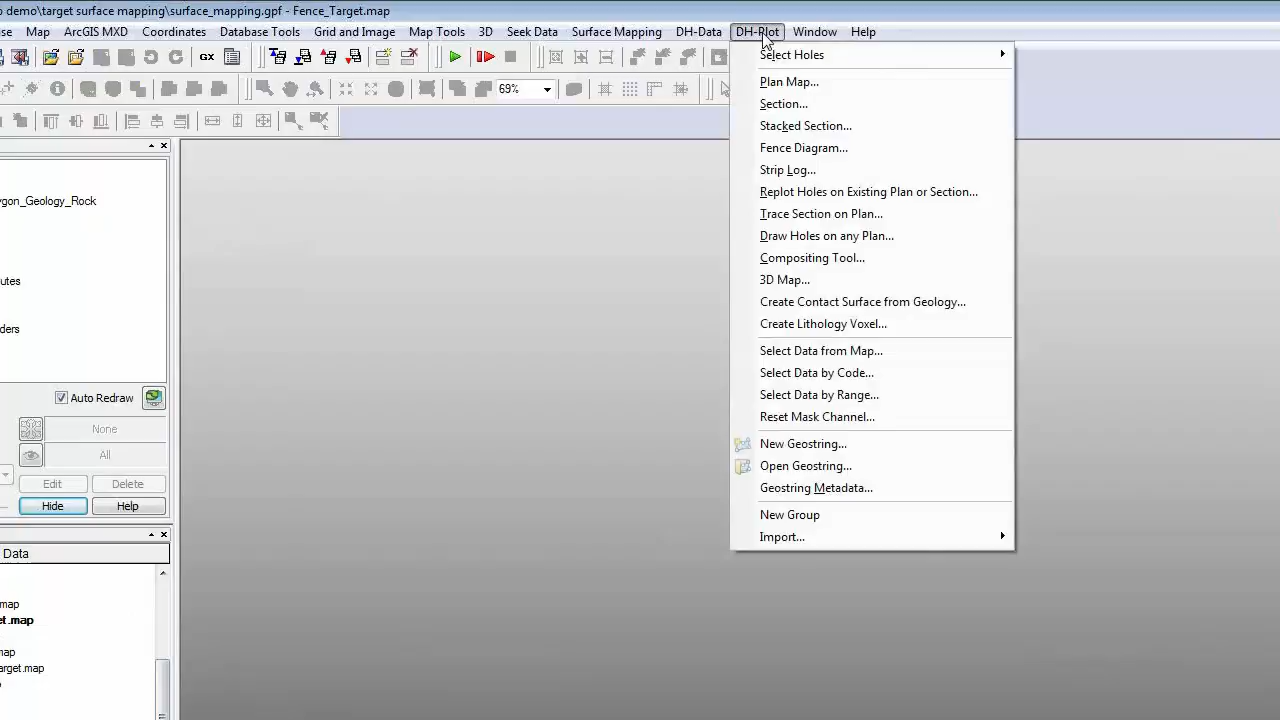 o demo\target surface mapping\surface_mapping.gpf - Fence_Target.map
se Map ArcGIS MXD Coordinates Database Tools Grid and Image Map Tools 3D Seek Data Surface Mapping DH-Data DH-Plot Window Help
GX
69%
Select Holes
Plan Map...
Section...
Stacked Section...
Fence Diagram...
Strip Log...
Replot Holes on Existing Plan or Section...
Trace Section on Plan...
Draw Holes on any Plan...
Compositing Tool...
3D Map...
Create Contact Surface from Geology...
Create Lithology Voxel...
Select Data from Map...
Select Data by Code...
Select Data by Range...
Reset Mask Channel...
New Geostring...
Open Geostring...
Geostring Metadata...
New Group
Import...
ygon_Geology_Rock
utes
ders
Auto Redraw
None
All
Edit Delete
Hide Help
Data
map
et.map
map
arget.map